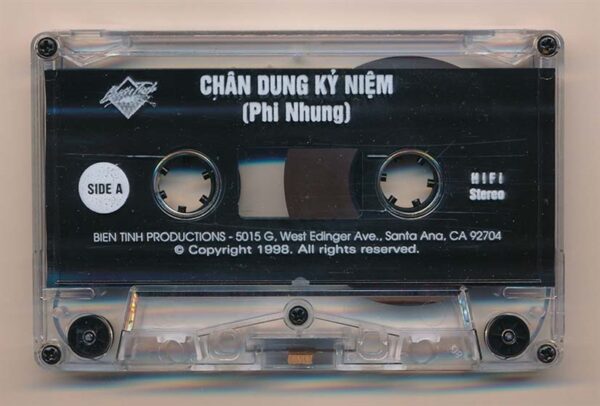 CHÂN DUNG KỶ NIỆM
(Phi Nhung)
SIDE A
HIFI
Stereo
BIEN TINH PRODUCTIONS - 5015 G, West Edinger Ave., Santa Ana, CA 92704
© Copyright 1998. All rights reserved.